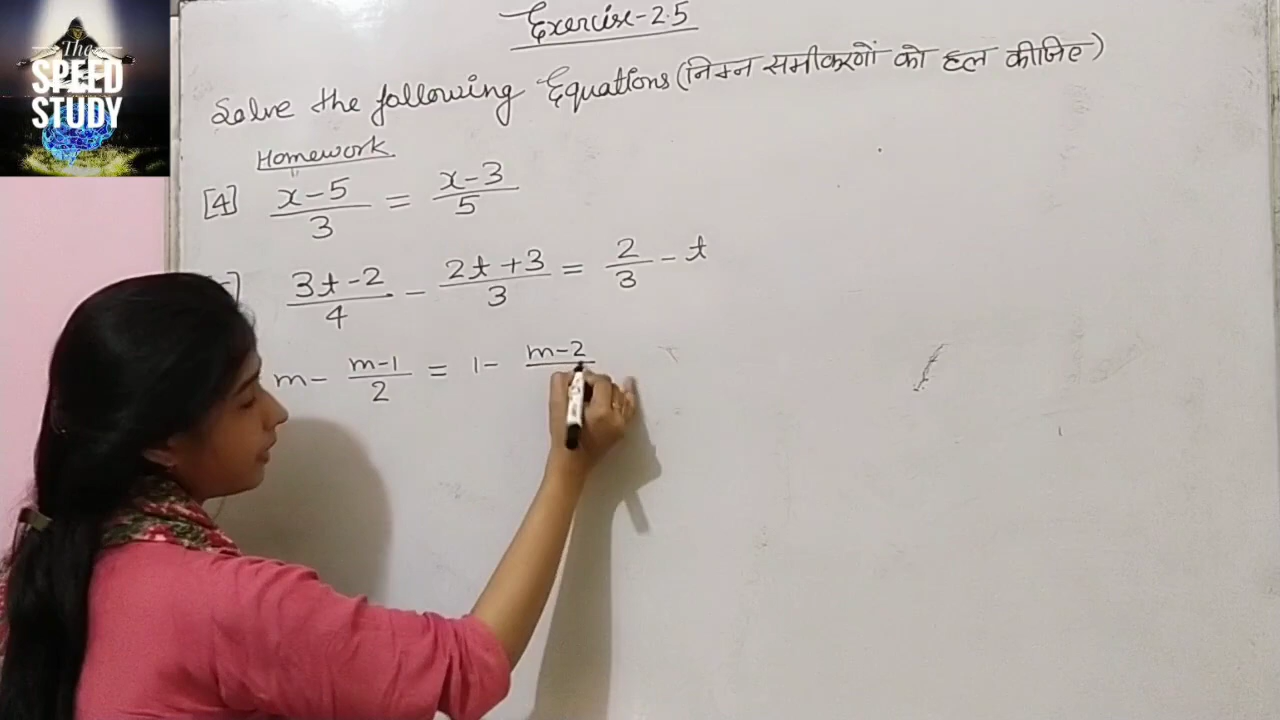 The
SPEED
STUDY
Exercise-2.5
Solve the following Equations (निम्न समीकरणों को हल कीजिए)
Homework
[4] x-5/3 = x-3/5
] 3t-2/4 - 2t+3/3 = 2/3 - t
m - m-1/2 = 1 - m-2